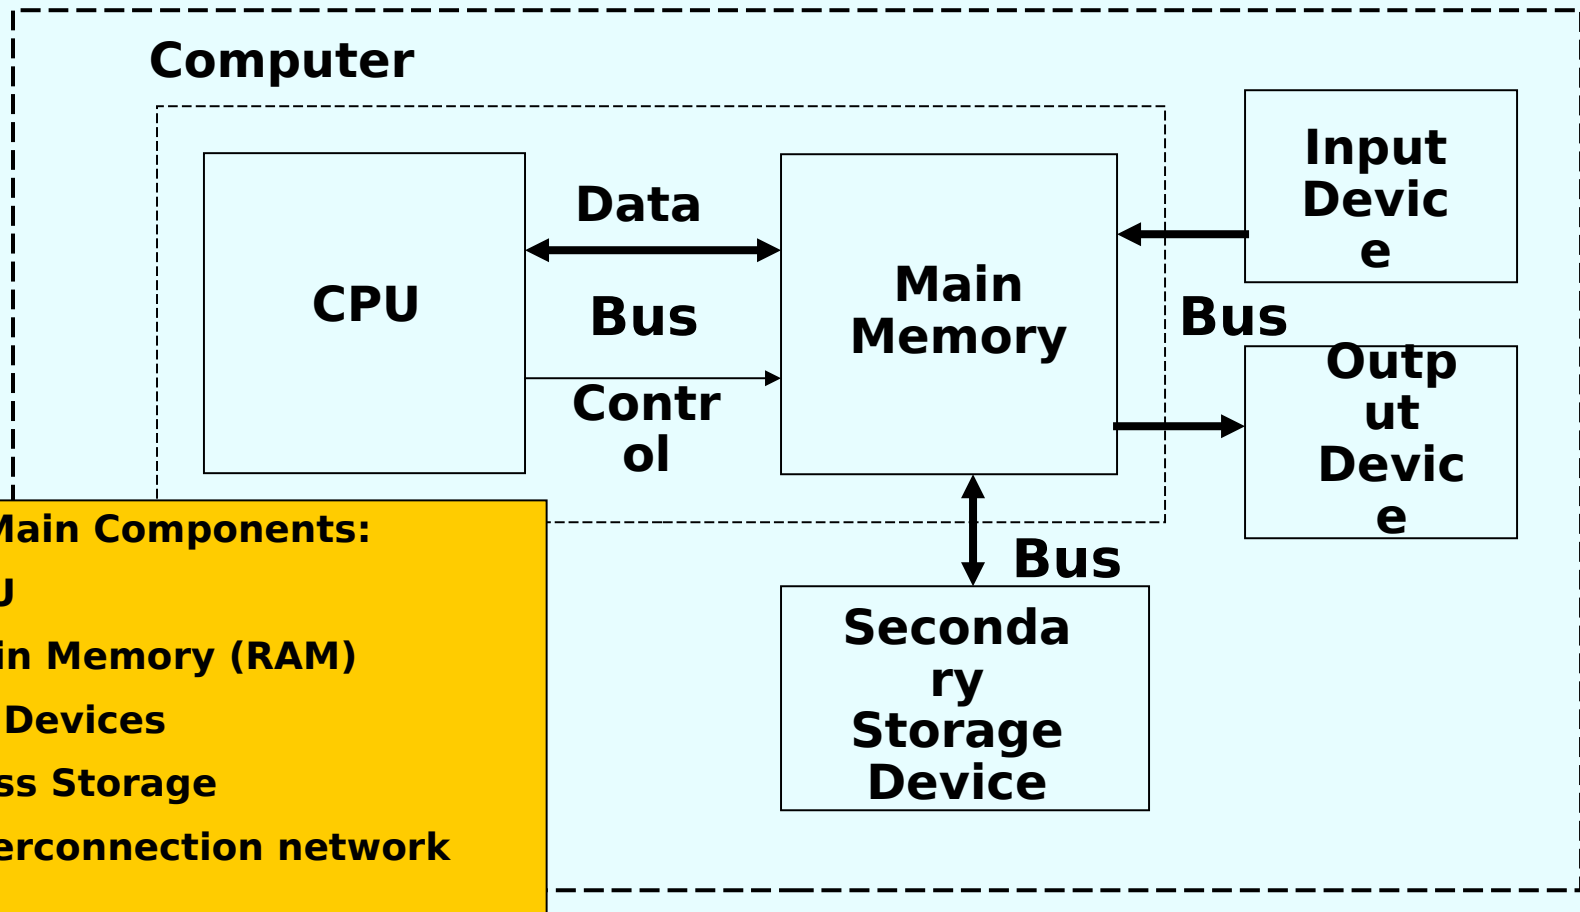 Computer
Input
Devic
e
Data
CPU
Bus
Main
Memory
Bus
Contr
ol
Outp
ut
Devic
e
Bus
Seconda
ry
Storage
Device
Main Components:
U
in Memory (RAM)
Devices
ss Storage
erconnection network